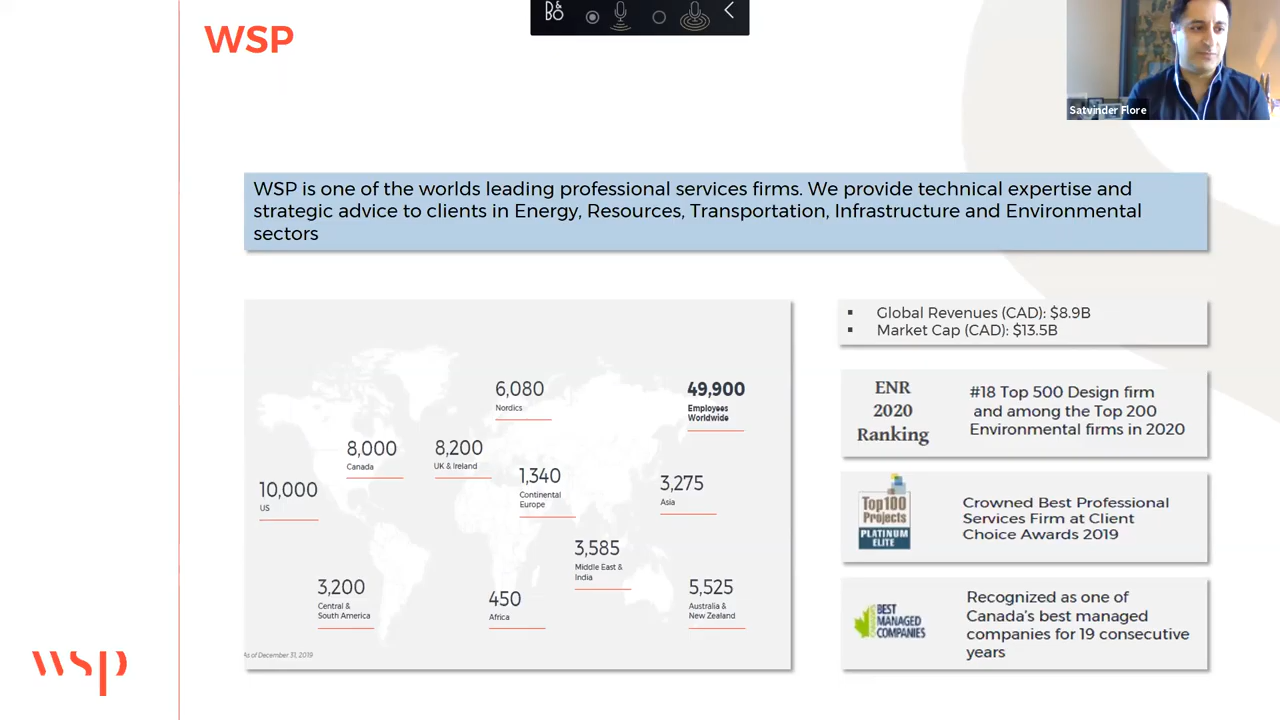 WSP
B&O
Satvinder Flore
WSP is one of the worlds leading professional services firms. We provide technical expertise and
strategic advice to clients in Energy, Resources, Transportation, Infrastructure and Environmental
sectors
6,080
Nordics
49,900
Employees
Worldwide
8,000
Canada
8,200
UK & Ireland
1,340
Continental
Europe
3,275
Asia
10,000
US
3,585
Middle East &
India
3,200
Central &
South America
450
Africa
5,525
Australia &
New Zealand
As of December 31, 2019
▪ Global Revenues (CAD): $8.9B
▪ Market Cap (CAD): $13.5B
ENR
2020
Ranking
#18 Top 500 Design firm
and among the Top 200
Environmental firms in 2020
Top100
Projects
PLATINUM
ELITE
Crowned Best Professional
Services Firm at Client
Choice Awards 2019
BEST
MANAGED
COMPANIES
Recognized as one of
Canada's best managed
companies for 19 consecutive
years
wsp